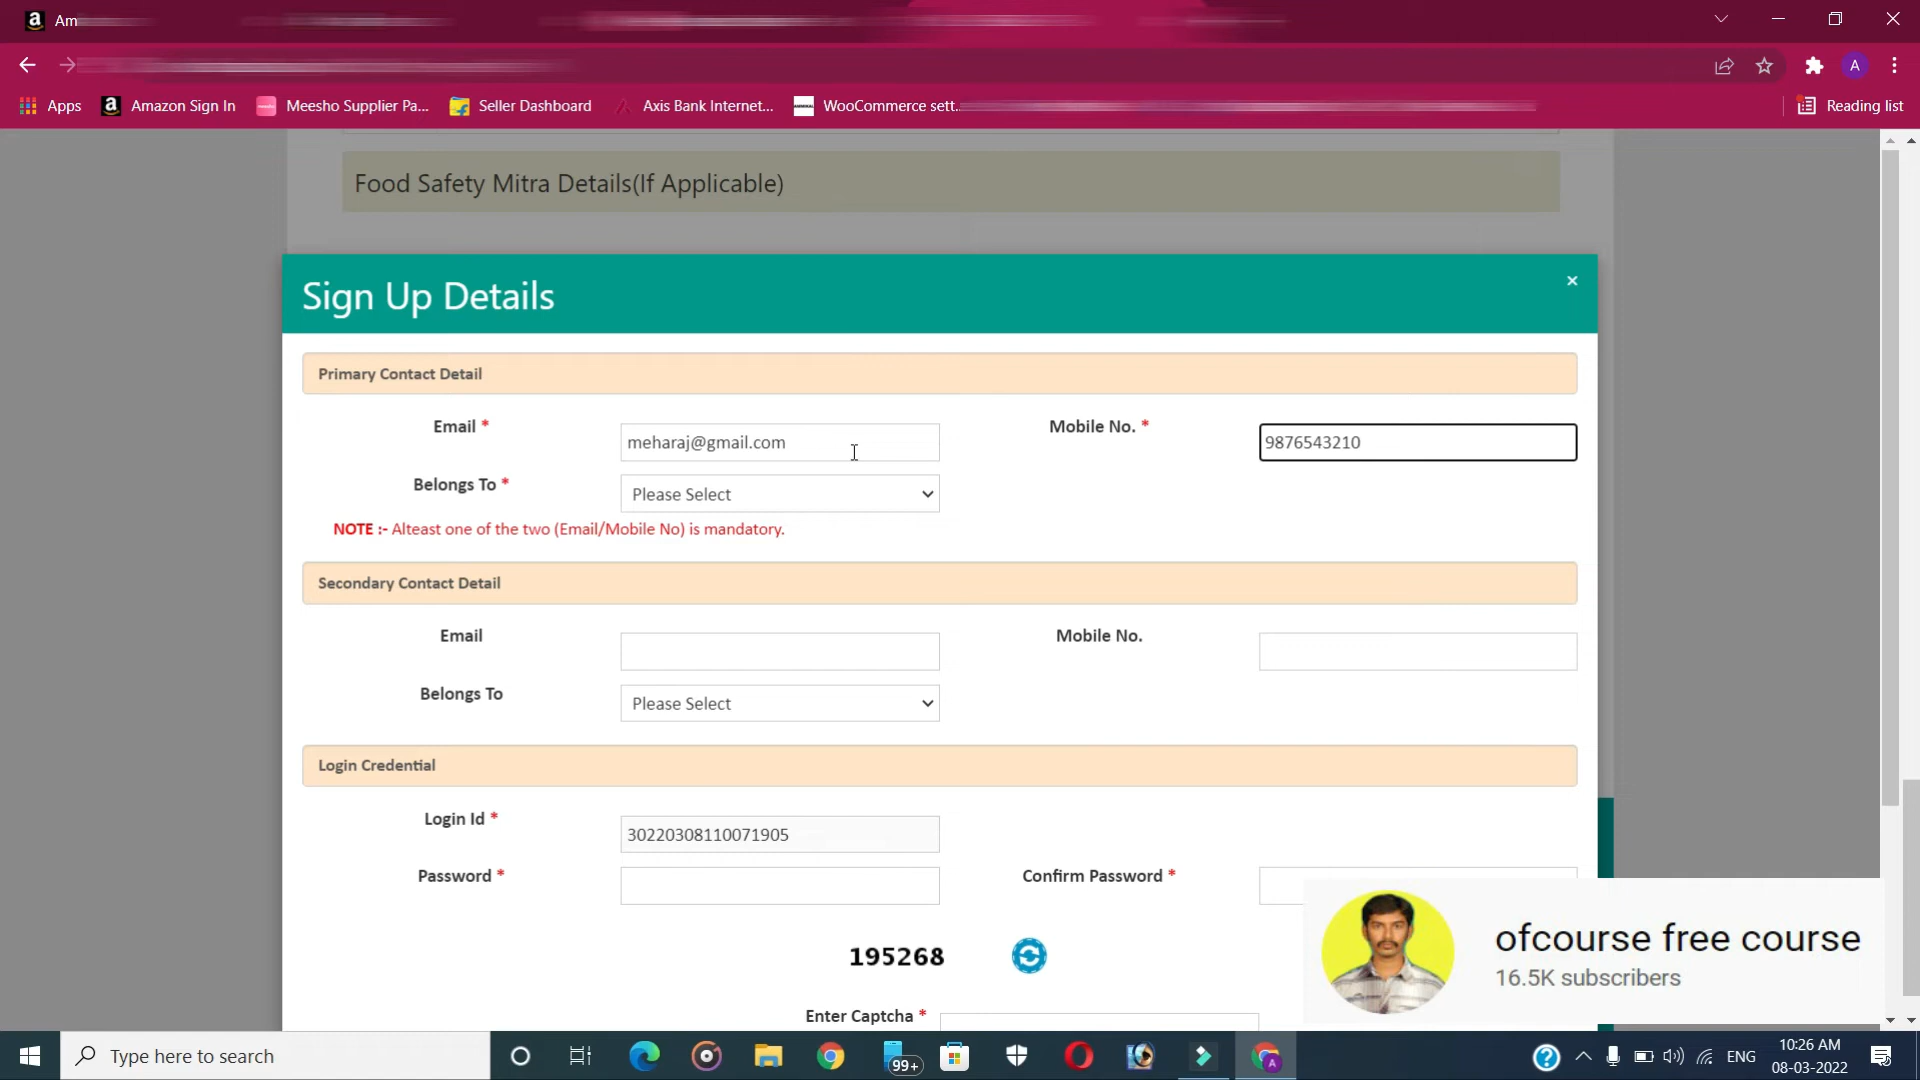 Am
Apps
Amazon Sign In
Meesho Supplier Pa...
Seller Dashboard
Axis Bank Internet...
WooCommerce sett..
Reading list
Food Safety Mitra Details(If Applicable)
Sign Up Details
×
Primary Contact Detail
Email *
meharaj@gmail.com
Mobile No. *
9876543210
Belongs To *
Please Select
NOTE :- Alteast one of the two (Email/Mobile No) is mandatory.
Secondary Contact Detail
Email
Mobile No.
Belongs To
Please Select
Login Credential
Login Id *
30220308110071905
Password *
Confirm Password *
195268
Enter Captcha *
ofcourse free course
16.5K subscribers
Type here to search
99+
A
ENG
10:26 AM
08-03-2022